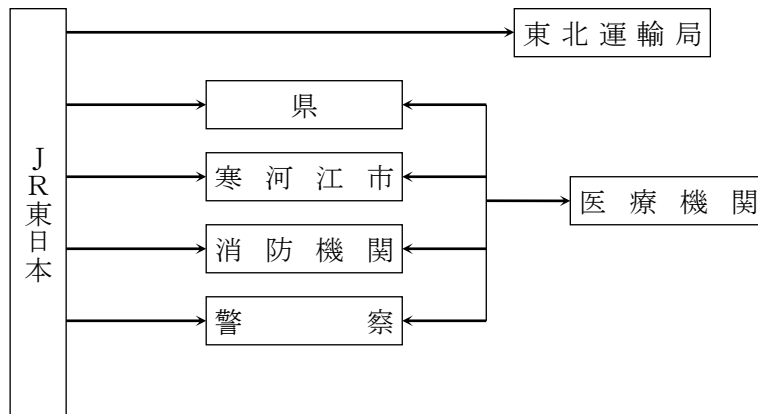 JR東日本
東北運輸局
県
寒河江市
消防機関
医療機関
警察